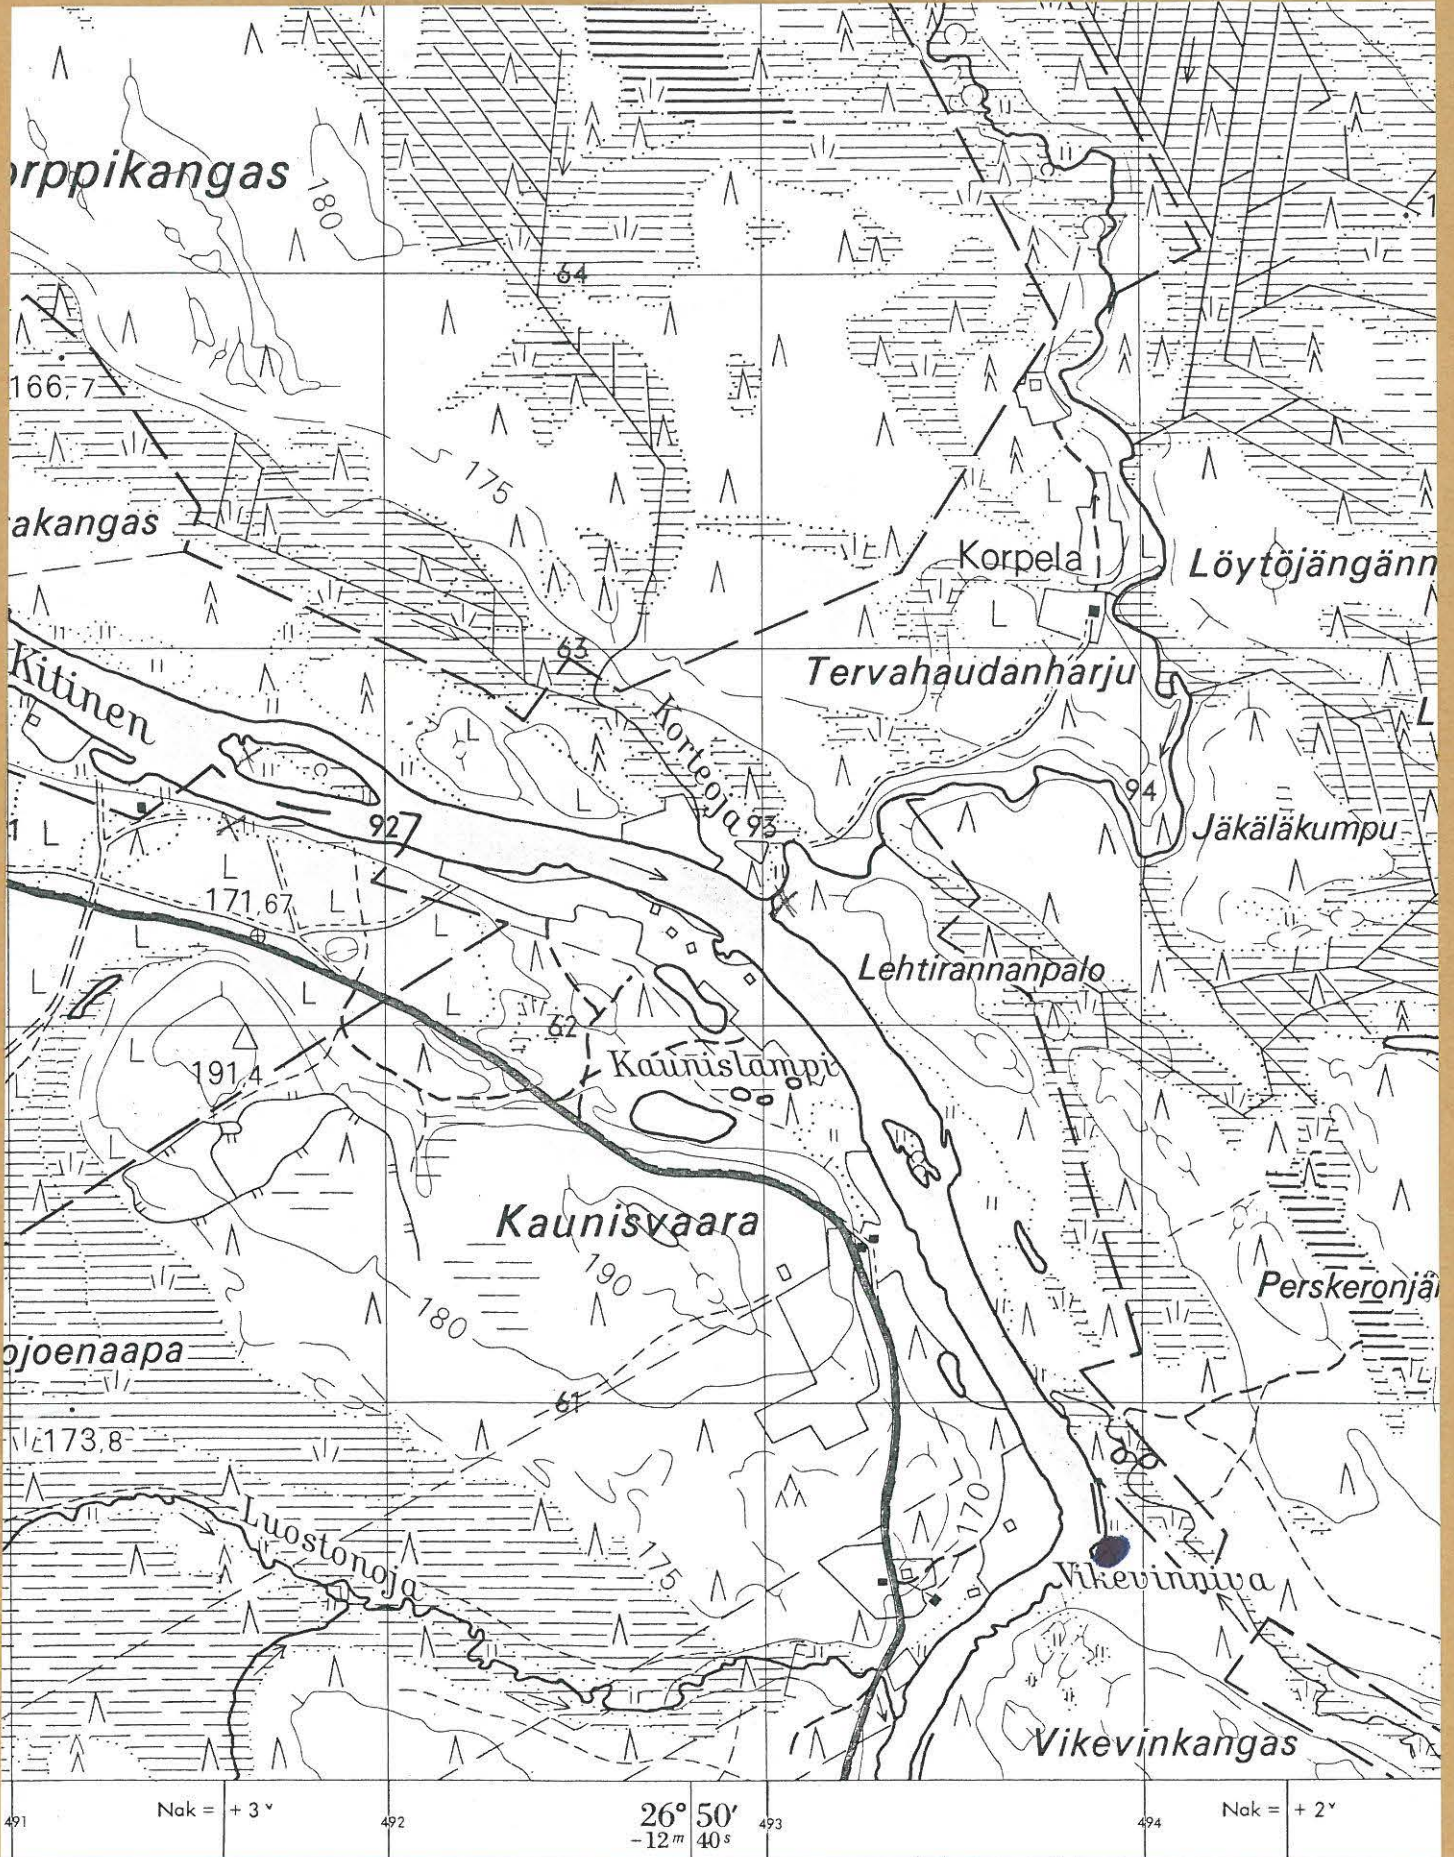 orppikangas
180
64
166,7
175
akangas
Korpela
Löytöjängänn
63
Kitinen
Tervahaudanharju
L
Korteoja
94
92
93
Jäkäläkumpu
1
171,67
Lehtirannanpalo
62
Kaunislampi
191,4
Kaunisvaara
190
Perskeronjä
180
ojoenaapa
61
173,8
170
Luostonoja
175
Vikevinniva
Vikevinkangas
Nak = + 3ᵛ
26° 50′
Nak = + 2ᵛ
491
492
-12ᵐ 40ˢ
493
494